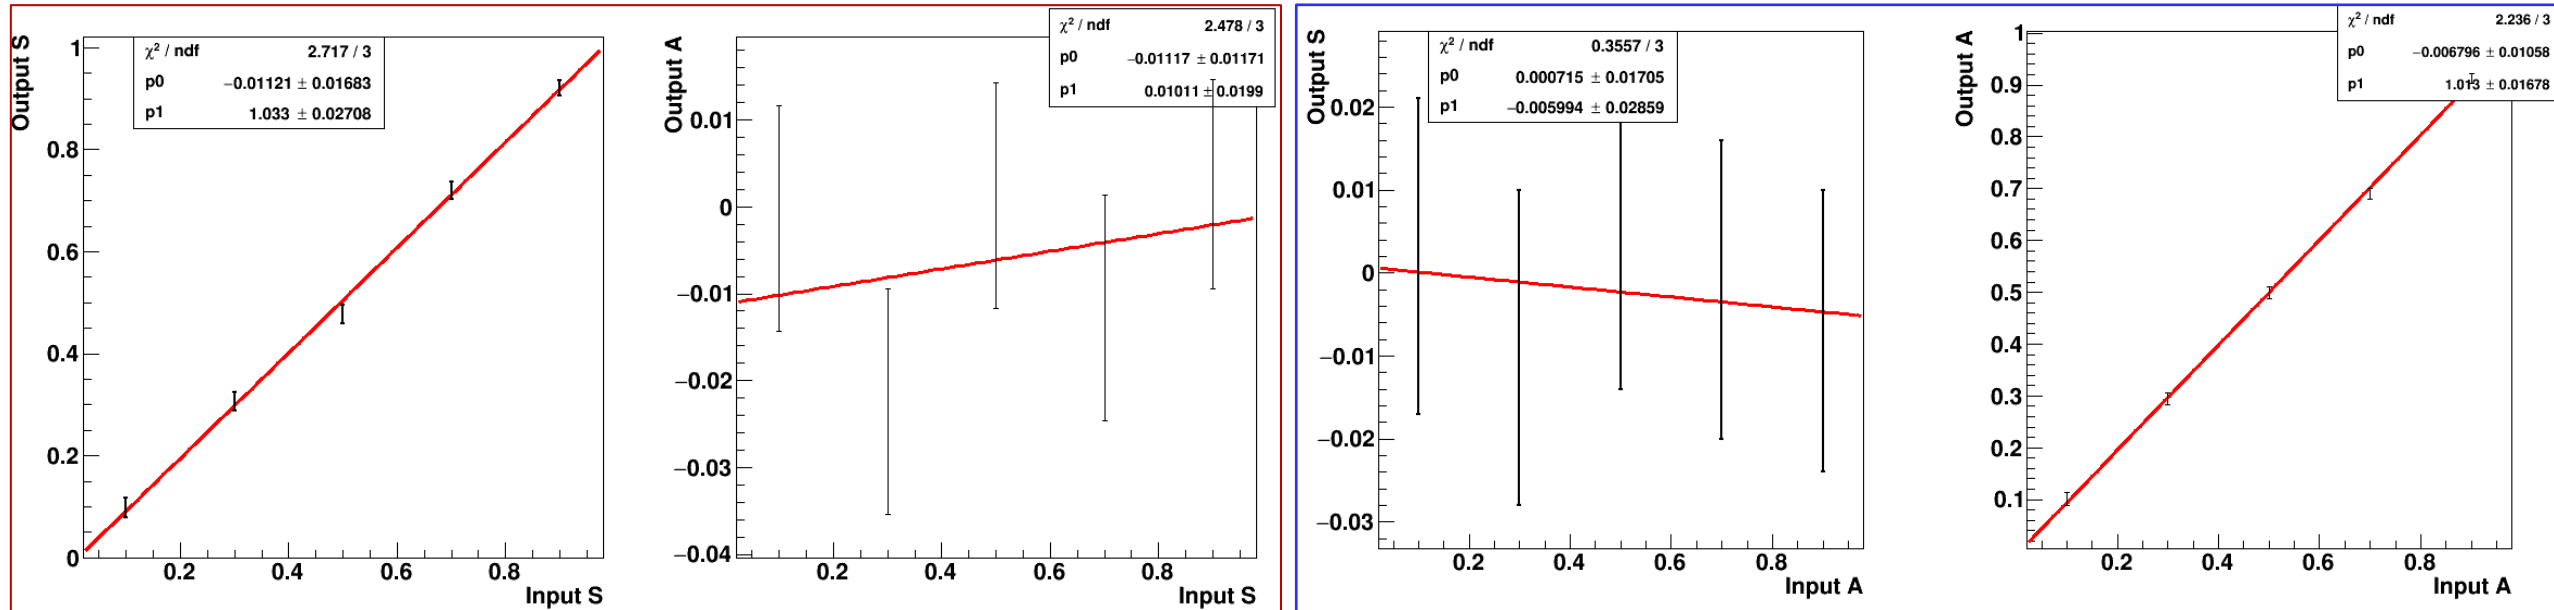 Output S
χ² / ndf 2.717 / 3
p0 −0.01121 ± 0.01683
p1 1.033 ± 0.02708
1
0.8
0.6
0.4
0.2
0
0.2 0.4 0.6 0.8
Input S
Output A
χ² / ndf 2.478 / 3
p0 −0.01117 ± 0.01171
p1 0.01011 ± 0.0199
0.01
0
−0.01
−0.02
−0.03
−0.04
0.2 0.4 0.6 0.8
Input S
Output S
χ² / ndf 0.3557 / 3
p0 0.000715 ± 0.01705
p1 −0.005994 ± 0.02859
0.02
0.01
0
−0.01
−0.02
−0.03
0.2 0.4 0.6 0.8
Input A
Output A
χ² / ndf 2.236 / 3
p0 −0.006796 ± 0.01058
p1 1.013 ± 0.01678
1
0.9
0.8
0.7
0.6
0.5
0.4
0.3
0.2
0.1
0.2 0.4 0.6 0.8
Input A